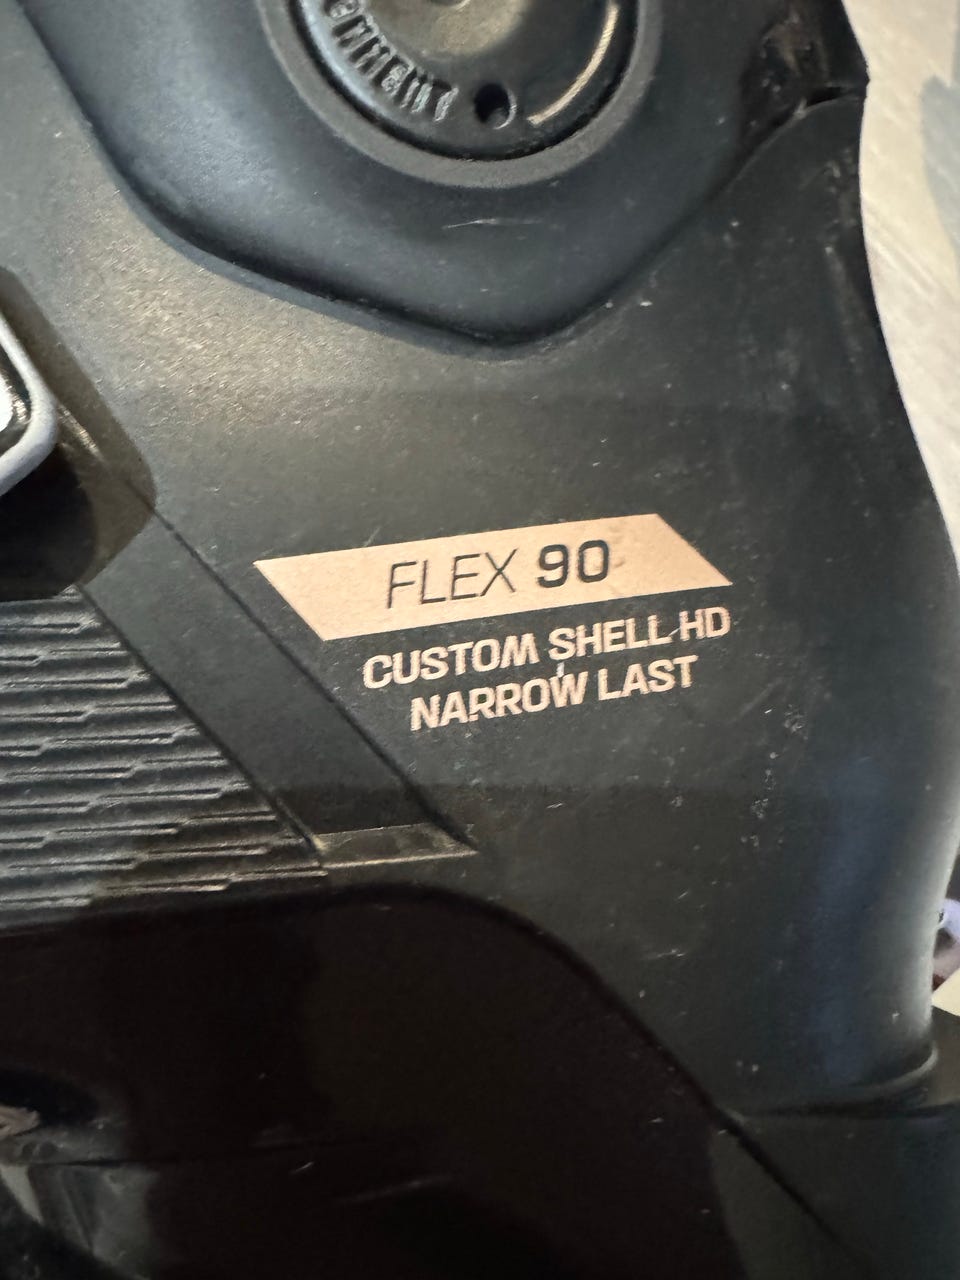 FLEX 90
CUSTOM SHELL HD
NARROW LAST